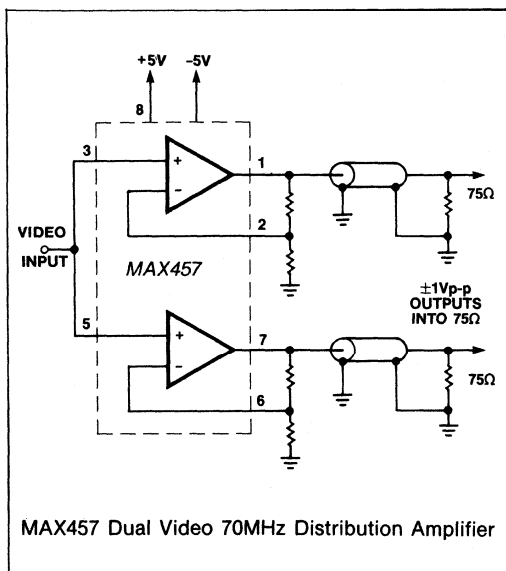 +5V
–5V
8
3
1
75Ω
2
VIDEO
INPUT
MAX457
±1Vp-p
OUTPUTS
INTO 75Ω
5
7
75Ω
6
MAX457 Dual Video 70MHz Distribution Amplifier